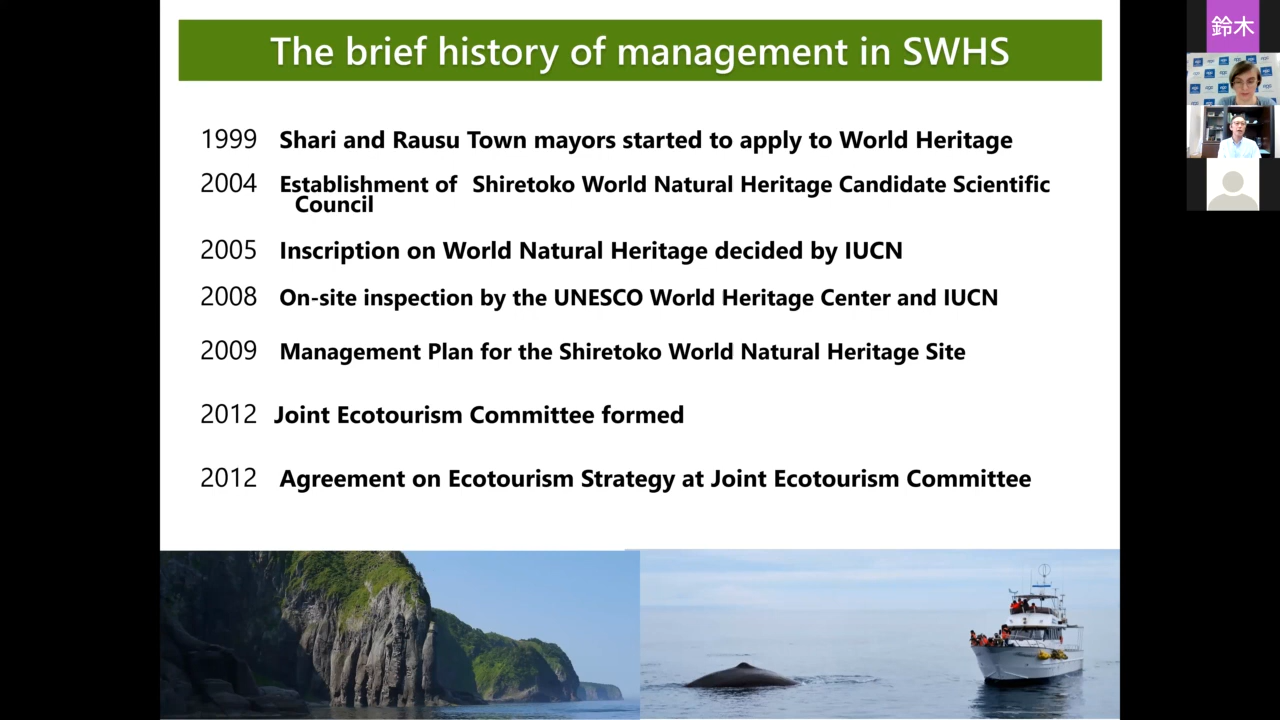 The brief history of management in SWHS
鈴木
1999 Shari and Rausu Town mayors started to apply to World Heritage
2004 Establishment of Shiretoko World Natural Heritage Candidate Scientific
Council
2005 Inscription on World Natural Heritage decided by IUCN
2008 On-site inspection by the UNESCO World Heritage Center and IUCN
2009 Management Plan for the Shiretoko World Natural Heritage Site
2012 Joint Ecotourism Committee formed
2012 Agreement on Ecotourism Strategy at Joint Ecotourism Committee